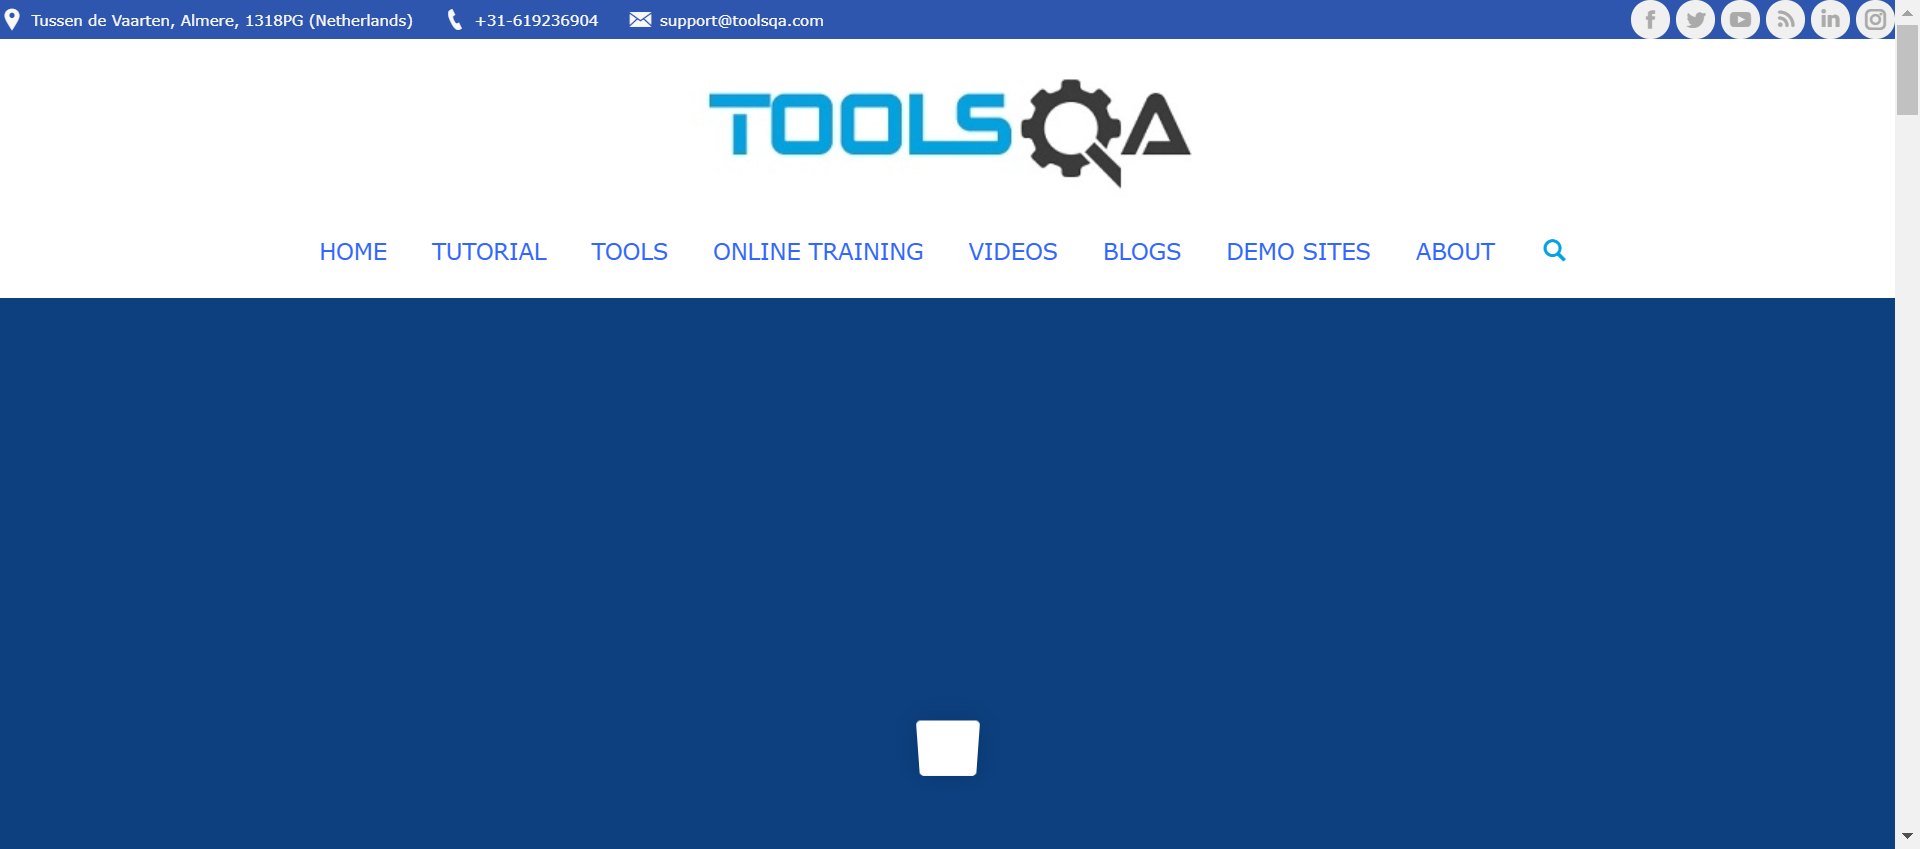 Tussen de Vaarten, Almere, 1318PG (Netherlands) +31-619236904 support@toolsqa.com
TOOLSQA
HOME TUTORIAL TOOLS ONLINE TRAINING VIDEOS BLOGS DEMO SITES ABOUT